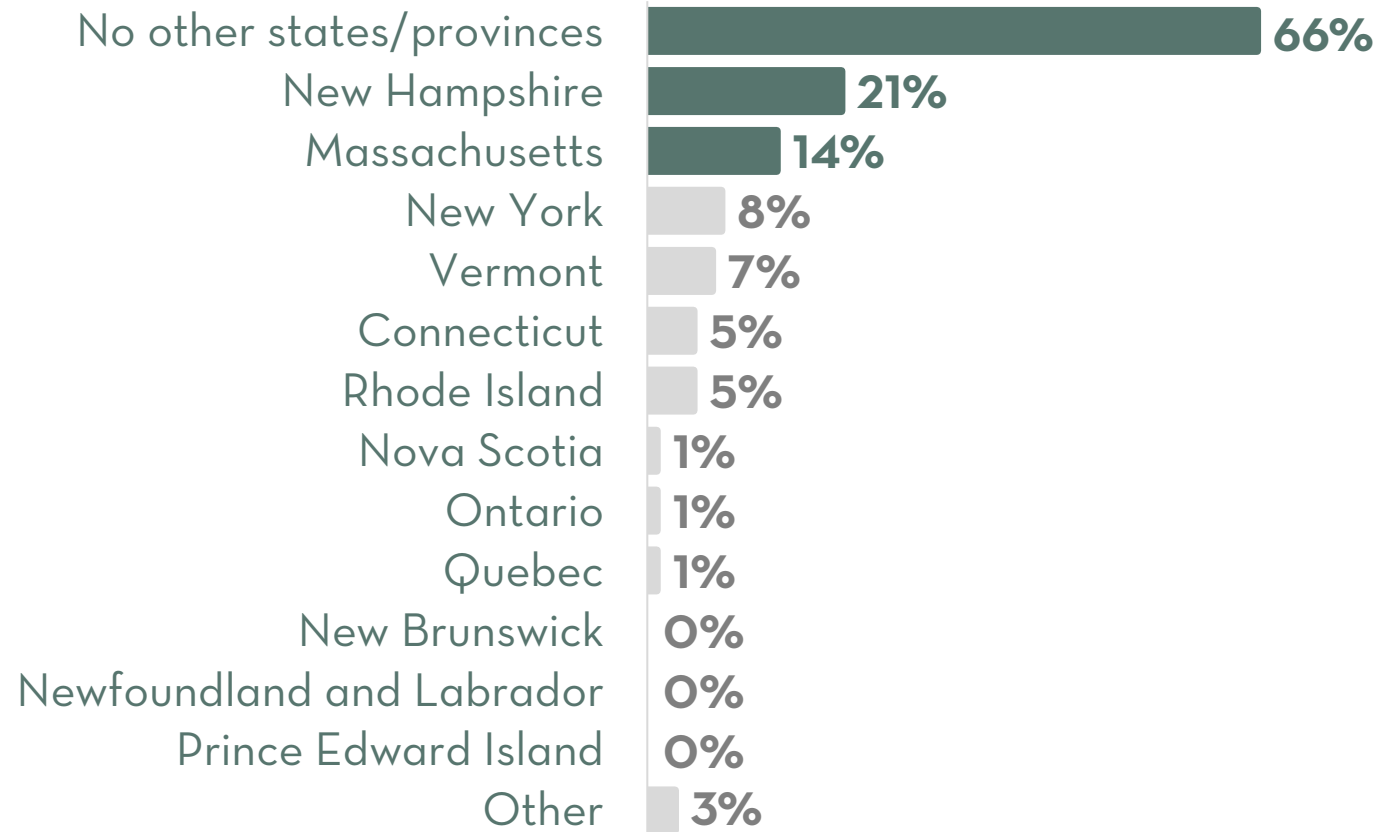 No other states/provinces 66%
New Hampshire 21%
Massachusetts 14%
New York 8%
Vermont 7%
Connecticut 5%
Rhode Island 5%
Nova Scotia 1%
Ontario 1%
Quebec 1%
New Brunswick 0%
Newfoundland and Labrador 0%
Prince Edward Island 0%
Other 3%